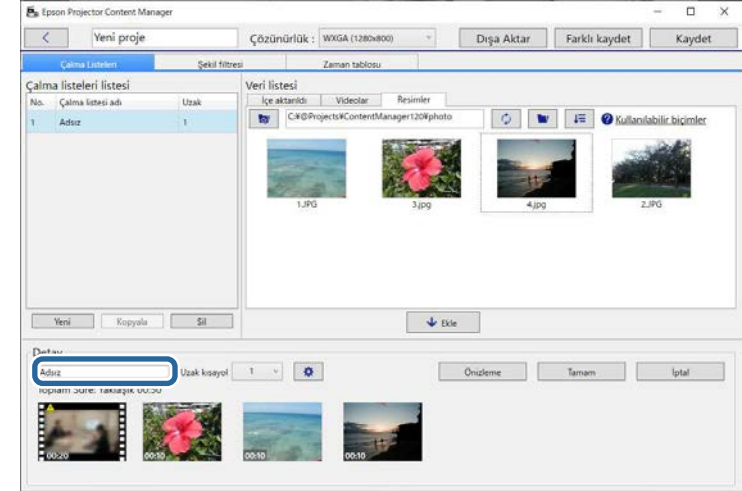 Epson Projector Content Manager
Yeni proje Çözünürlük : WXGA (1280x800) Dışa Aktar Farklı kaydet Kaydet
Çalma Listeleri Şekil filtresi Zaman tablosu
Çalma listeleri listesi Veri listesi
No. Çalma listesi adı Uzak İçe aktarıldı Videolar Resimler
1 Adsız 1 C:¥@Projects¥ContentManager120¥photo Kullanılabilir biçimler
1.JPG 3.jpg 4.jpg 2.JPG
Yeni Kopyala Sil Ekle
Detay
Adsız Uzak kısayol 1 Önizleme Tamam İptal
Toplam Süre: Yaklaşık 00:50
00:20 00:10 00:10 00:10